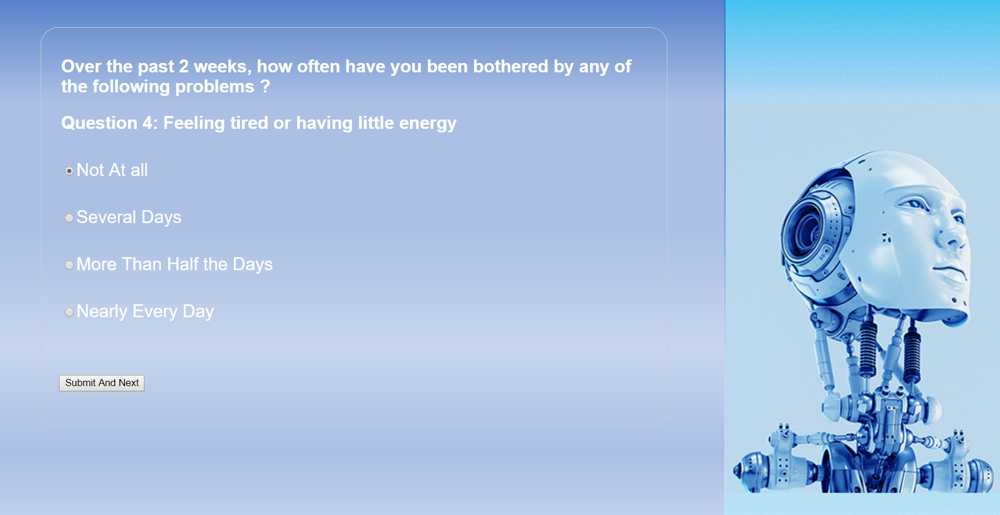 Over the past 2 weeks, how often have you been bothered by any of
the following problems ?
Question 4: Feeling tired or having little energy
Not At all
Several Days
More Than Half the Days
Nearly Every Day
Submit And Next